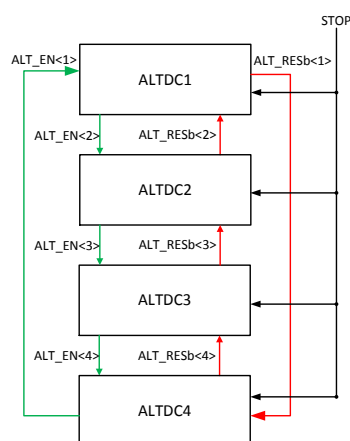 STOP
ALT_EN<1>
ALT_RESb<1>
ALTDC1
ALT_EN<2>
ALT_RESb<2>
ALTDC2
ALT_EN<3>
ALT_RESb<3>
ALTDC3
ALT_EN<4>
ALT_RESb<4>
ALTDC4